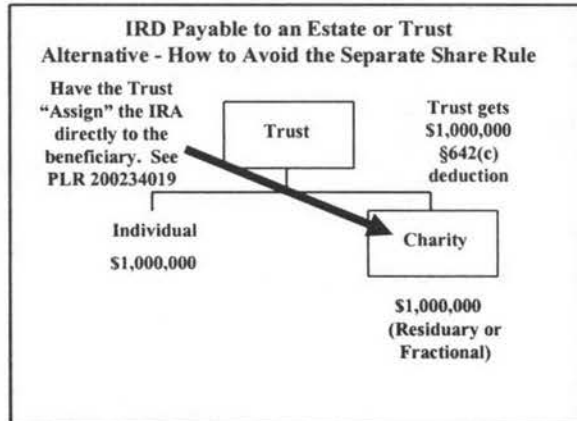 IRD Payable to an Estate or Trust
Alternative - How to Avoid the Separate Share Rule
Have the Trust
“Assign” the IRA
directly to the
beneficiary. See
PLR 200234019
Trust
Trust gets
$1,000,000
§642(c)
deduction
Individual
$1,000,000
Charity
$1,000,000
(Residuary or
Fractional)